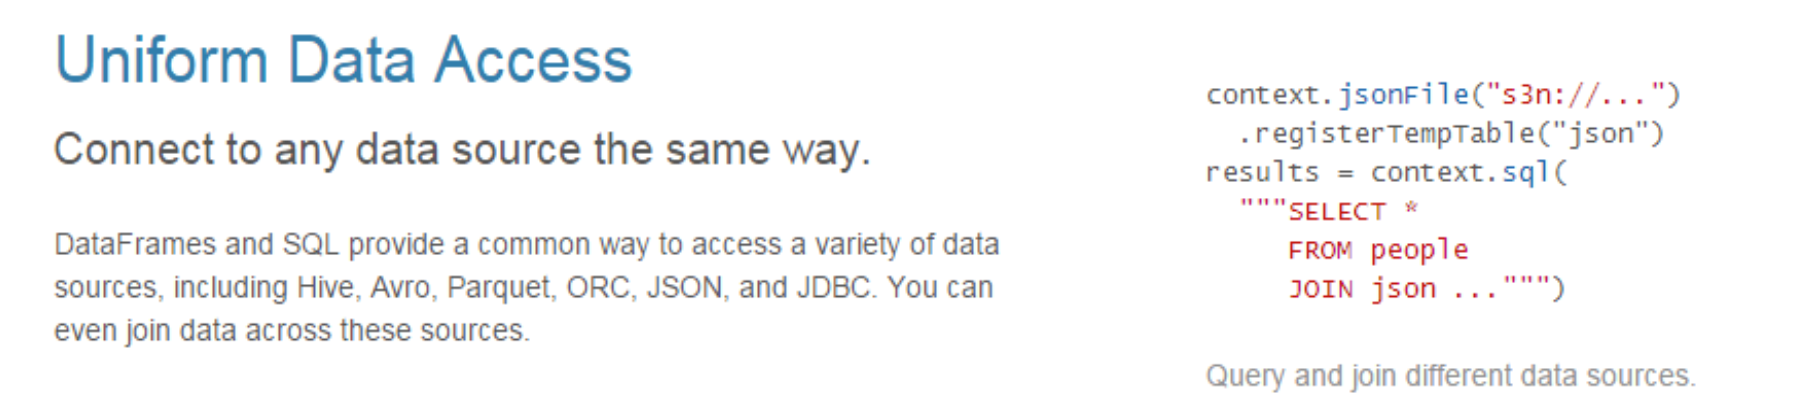 Uniform Data Access
Connect to any data source the same way.
DataFrames and SQL provide a common way to access a variety of data
sources, including Hive, Avro, Parquet, ORC, JSON, and JDBC. You can
even join data across these sources.
context.jsonFile("s3n://...")
  .registerTempTable("json")
results = context.sql(
  """SELECT *
     FROM people
     JOIN json ...""")
Query and join different data sources.